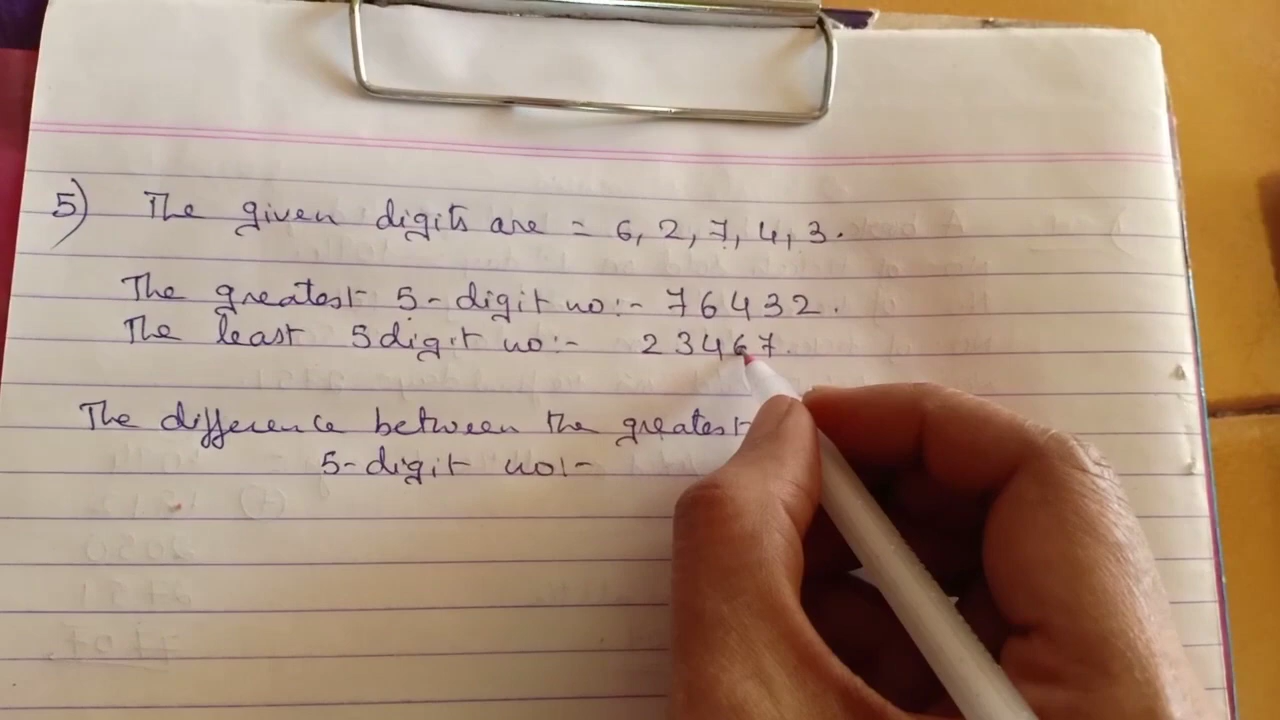 5) The given digits are = 6, 2, 7, 4, 3.
The greatest 5-digit no:- 76432.
The least 5digit no:- 23467.
The difference between the greatest
5-digit no:-